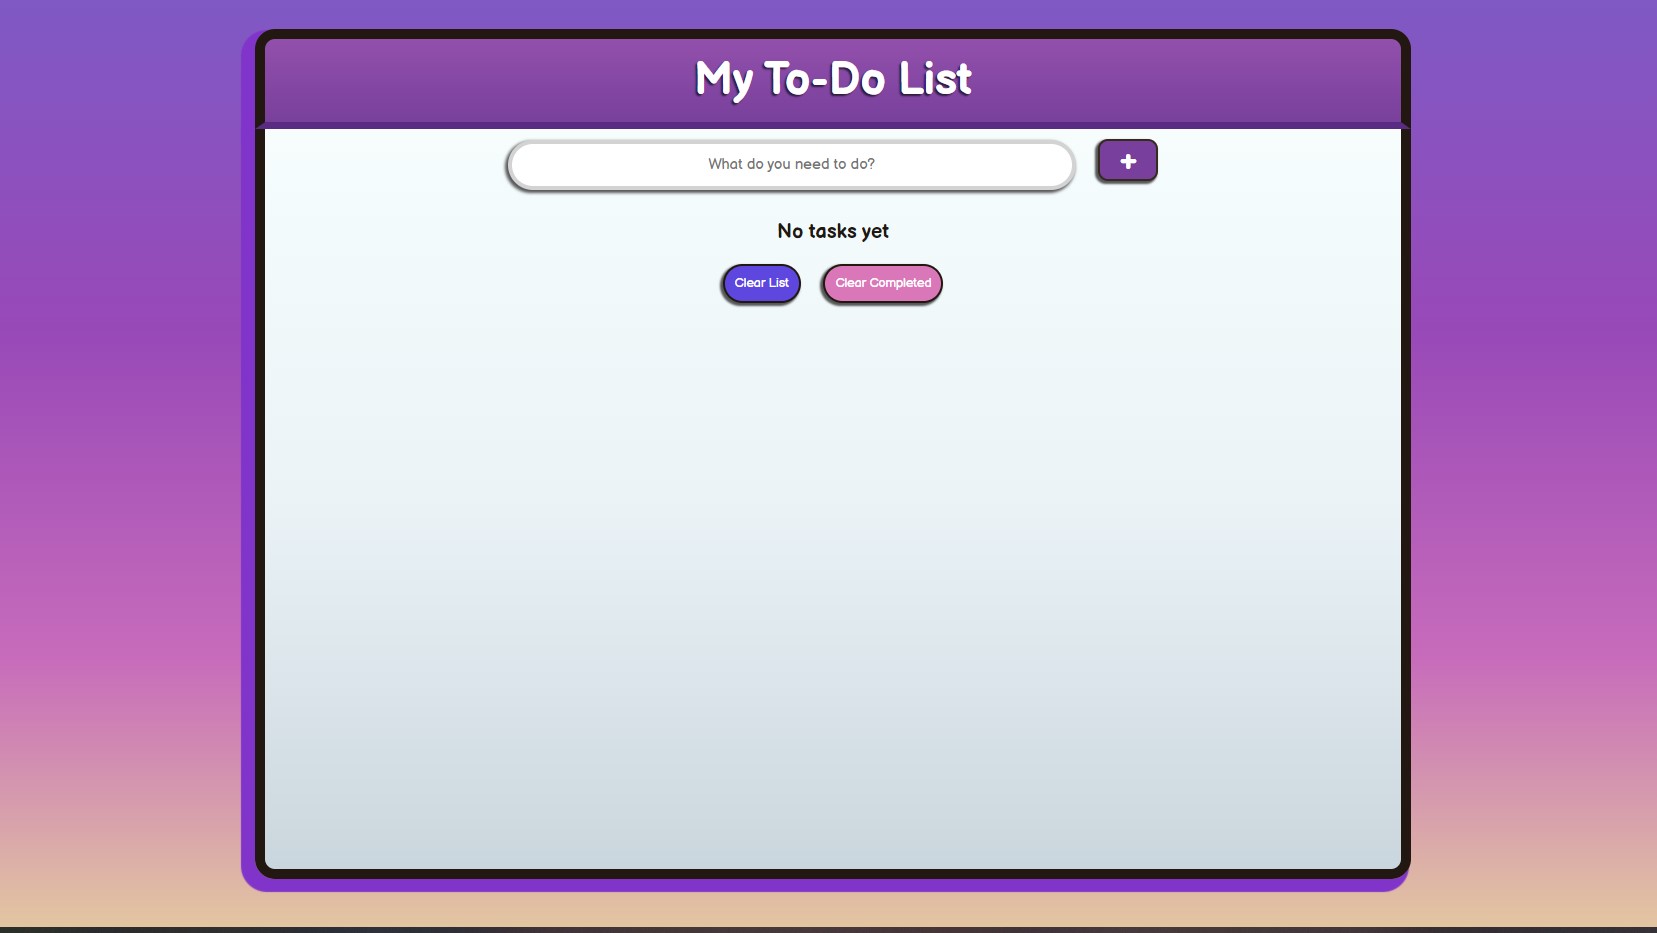 My To-Do List
What do you need to do?
+
No tasks yet
Clear List
Clear Completed